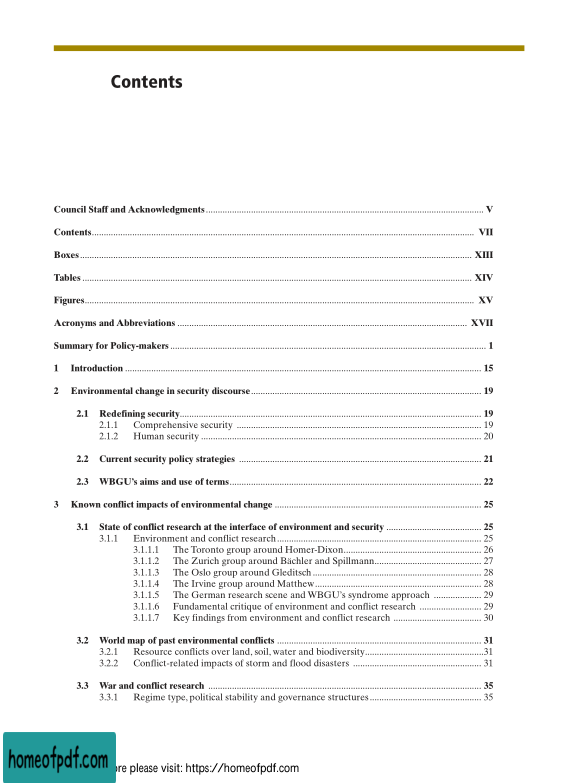 Contents
Council Staff and Acknowledgments V
Contents VII
Boxes XIII
Tables XIV
Figures XV
Acronyms and Abbreviations XVII
Summary for Policy-makers 1
1 Introduction 15
2 Environmental change in security discourse 19
2.1 Redefining security 19
2.1.1 Comprehensive security 19
2.1.2 Human security 20
2.2 Current security policy strategies 21
2.3 WBGU's aims and use of terms 22
3 Known conflict impacts of environmental change 25
3.1 State of conflict research at the interface of environment and security 25
3.1.1 Environment and conflict research 25
3.1.1.1 The Toronto group around Homer-Dixon 26
3.1.1.2 The Zurich group around Bächler and Spillmann 27
3.1.1.3 The Oslo group around Gleditsch 28
3.1.1.4 The Irvine group around Matthew 28
3.1.1.5 The German research scene and WBGU's syndrome approach 29
3.1.1.6 Fundamental critique of environment and conflict research 29
3.1.1.7 Key findings from environment and conflict research 30
3.2 World map of past environmental conflicts 31
3.2.1 Resource conflicts over land, soil, water and biodiversity 31
3.2.2 Conflict-related impacts of storm and flood disasters 31
3.3 War and conflict research 35
3.3.1 Regime type, political stability and governance structures 35
homeofpdf.com
re please visit: https://homeofpdf.com